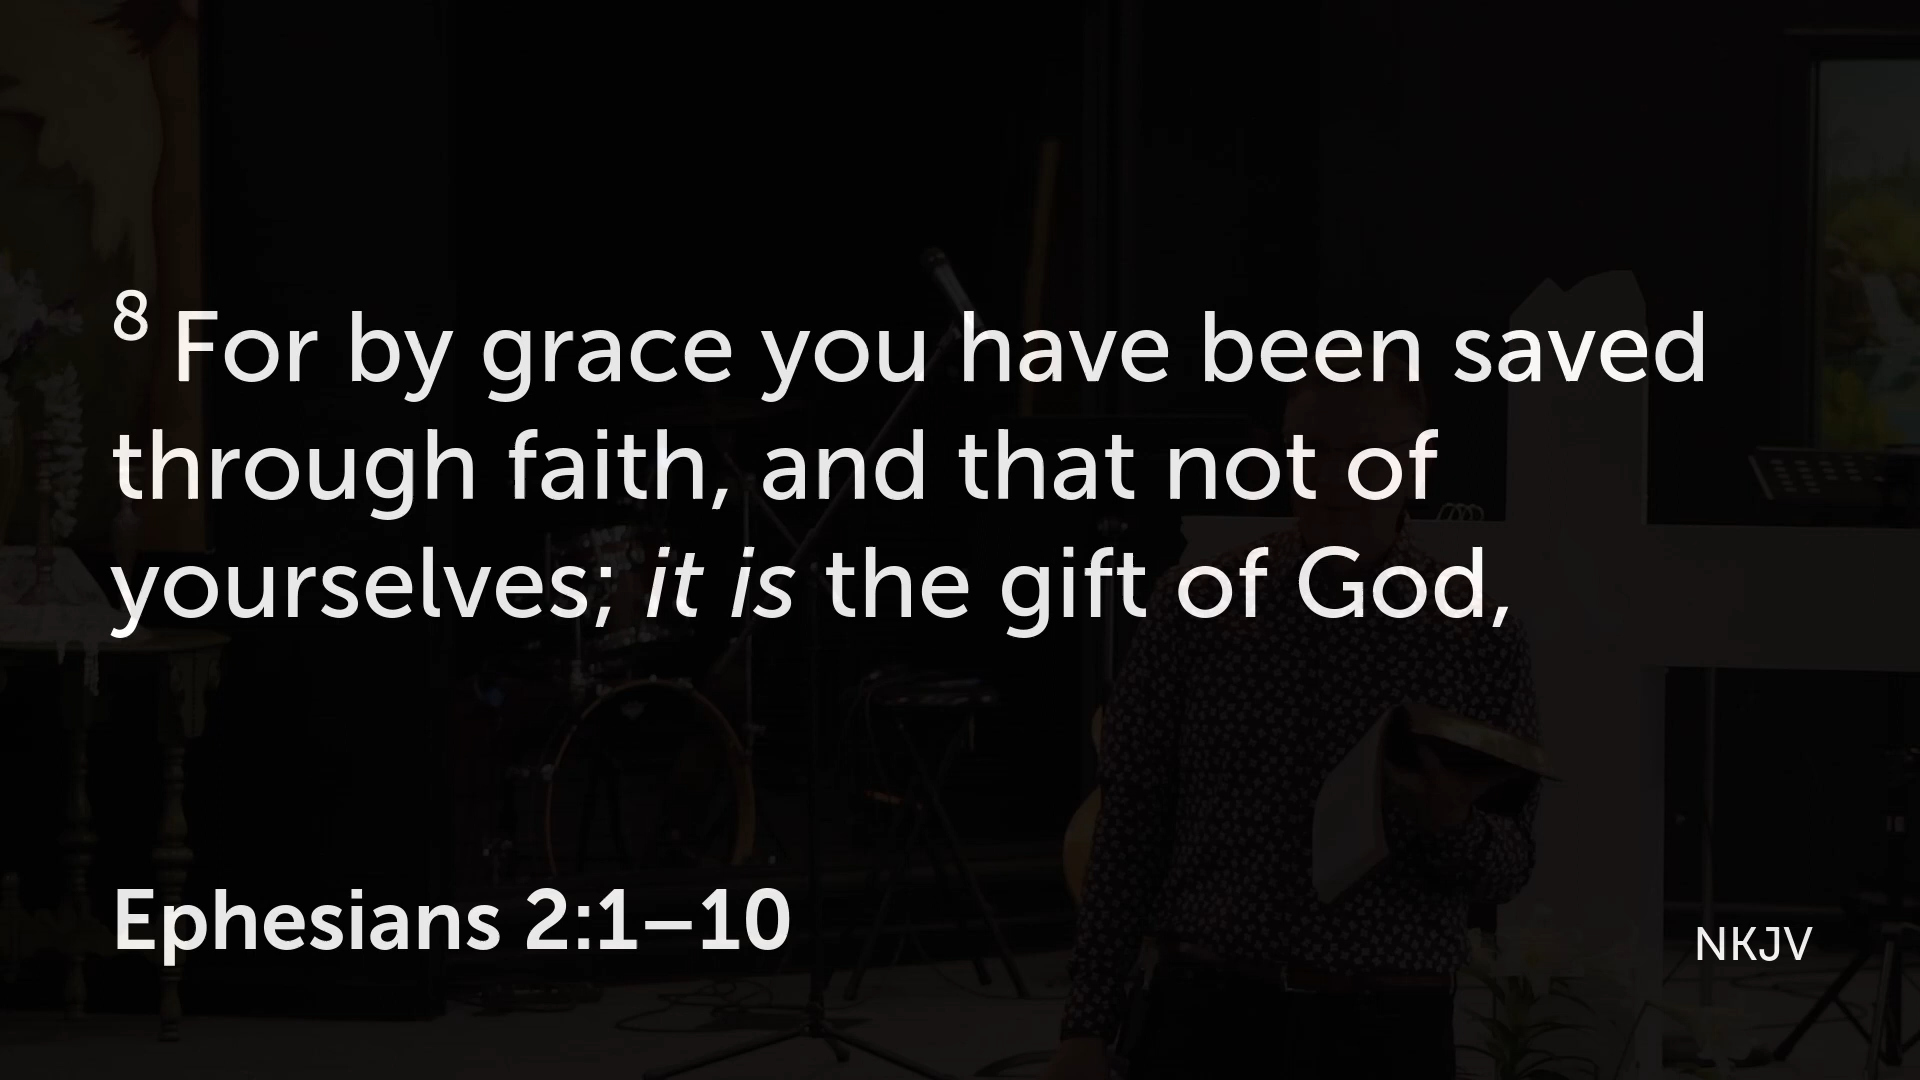 8 For by grace you have been saved
through faith, and that not of
yourselves; it is the gift of God,
Ephesians 2:1–10
NKJV